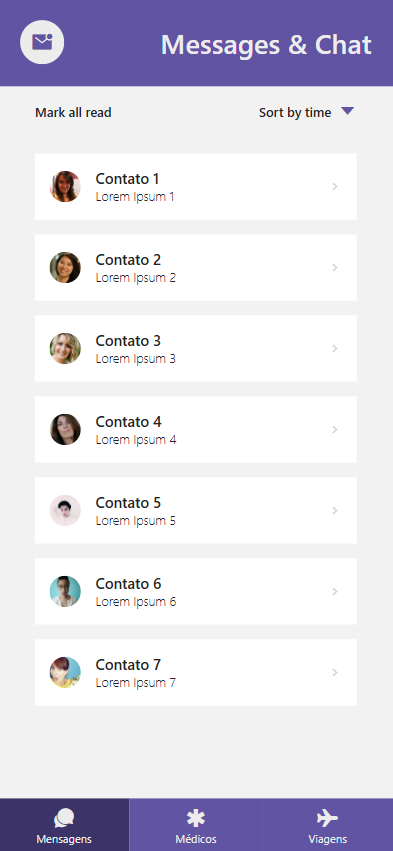 Messages & Chat
Mark all read
Sort by time
Contato 1
Lorem Ipsum 1
Contato 2
Lorem Ipsum 2
Contato 3
Lorem Ipsum 3
Contato 4
Lorem Ipsum 4
Contato 5
Lorem Ipsum 5
Contato 6
Lorem Ipsum 6
Contato 7
Lorem Ipsum 7
Mensagens
Médicos
Viagens